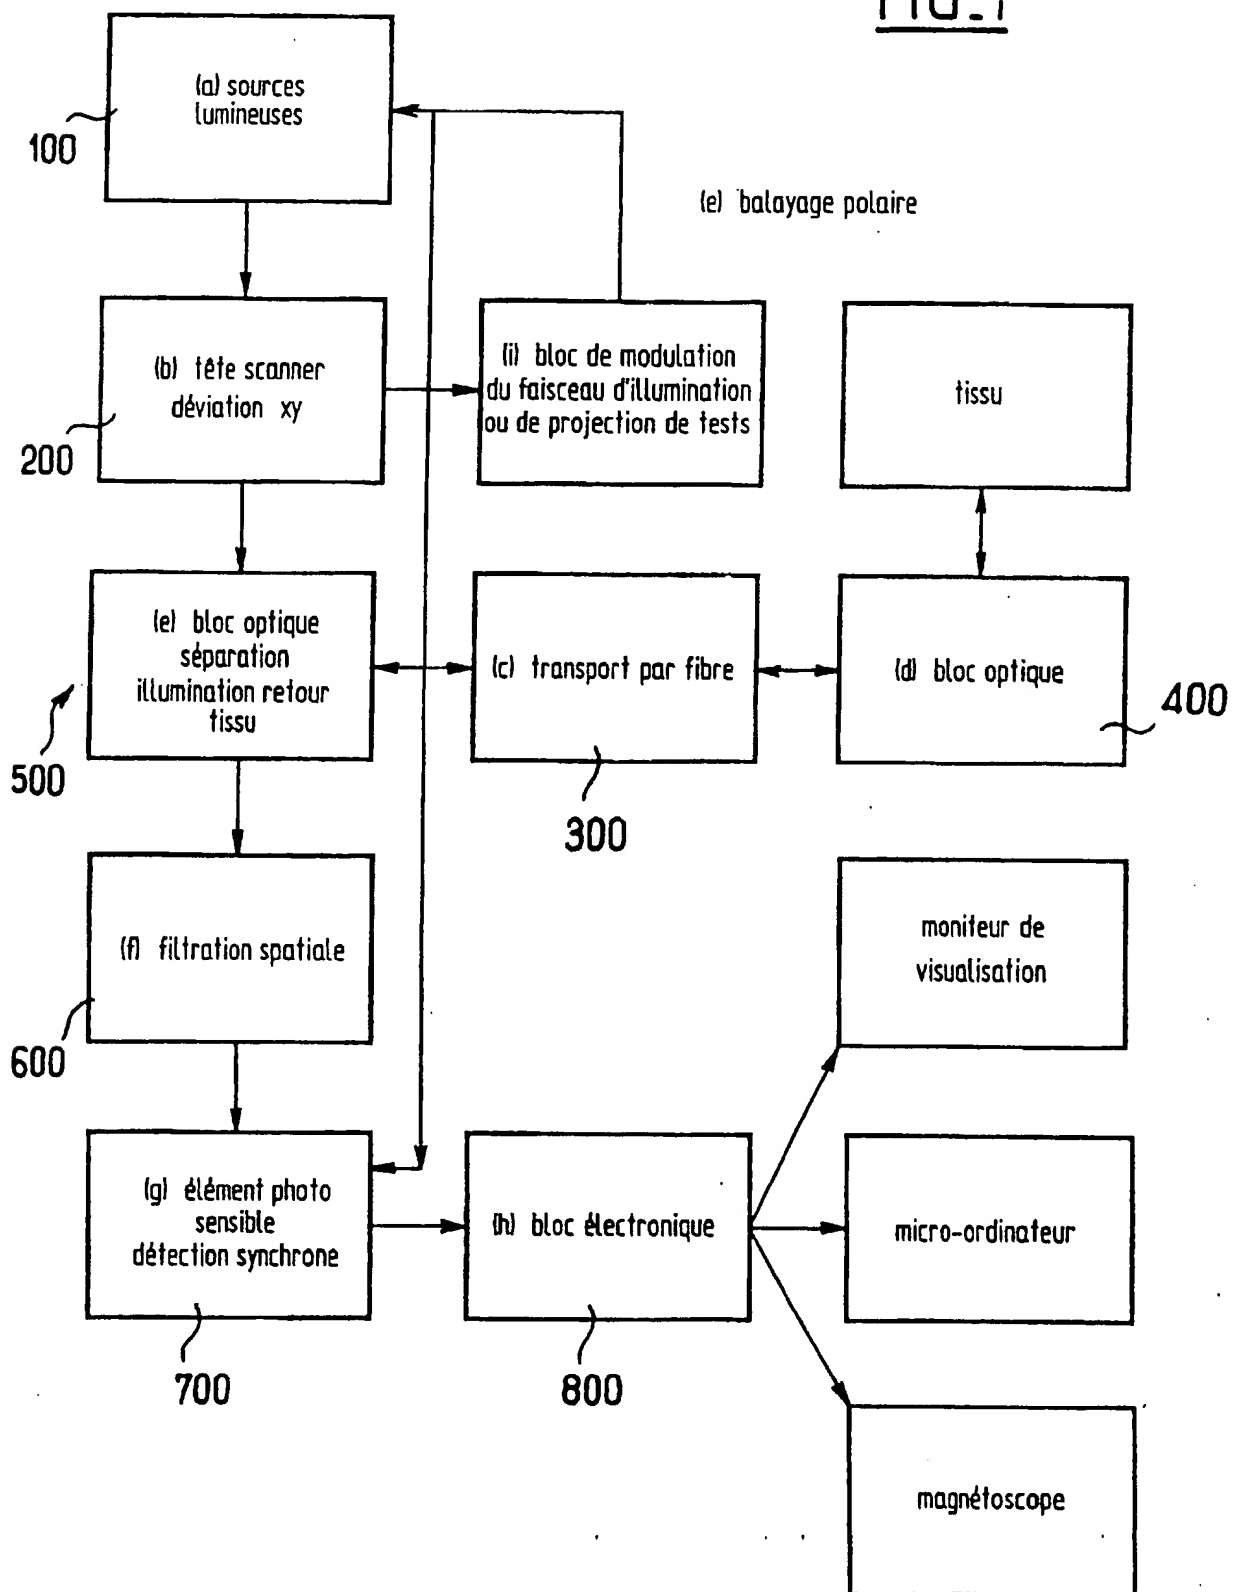 FIG_1
(a) sources
lumineuses
100
(e) balayage polaire
(b) tête scanner
déviation xy
200
(i) bloc de modulation
du faisceau d'illumination
ou de projection de tests
tissu
(e) bloc optique
séparation
illumination retour
tissu
500
(c) transport par fibre
300
(d) bloc optique
400
(f) filtration spatiale
600
moniteur de
visualisation
(g) élément photo
sensible
détection synchrone
700
(h) bloc électronique
800
micro-ordinateur
magnétoscope